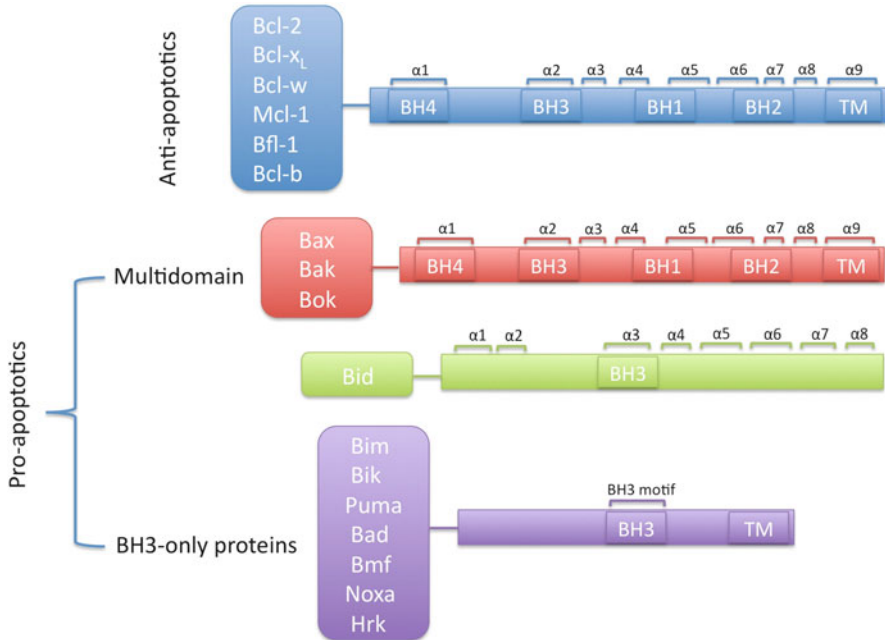 Anti-apoptotics
Bcl-2
Bcl-x_L
Bcl-w
Mcl-1
Bfl-1
Bcl-b
α1 α2 α3 α4 α5 α6 α7 α8 α9
BH4 BH3 BH1 BH2 TM
Pro-apoptotics
Multidomain
Bax
Bak
Bok
α1 α2 α3 α4 α5 α6 α7 α8 α9
BH4 BH3 BH1 BH2 TM
Bid
α1 α2 α3 α4 α5 α6 α7 α8
BH3
BH3-only proteins
Bim
Bik
Puma
Bad
Bmf
Noxa
Hrk
BH3 motif
BH3 TM